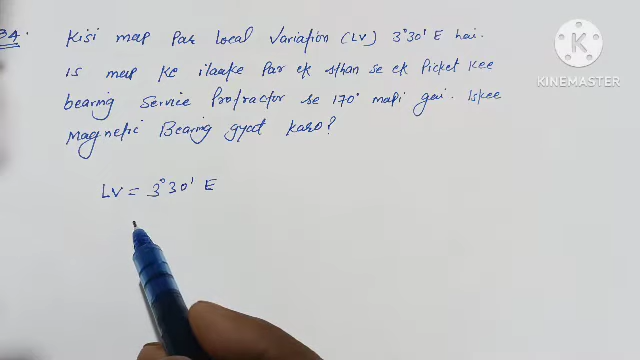 34. Kisi map Par Local Variation (LV) 3°30' E hai.
is map ke ilaake Par ek sthan se ek Picket kee
bearing Service Protractor se 170° mapi gai. Iskee
Magnetic Bearing gyat karo?
LV = 3°30' E
K
KINEMASTER